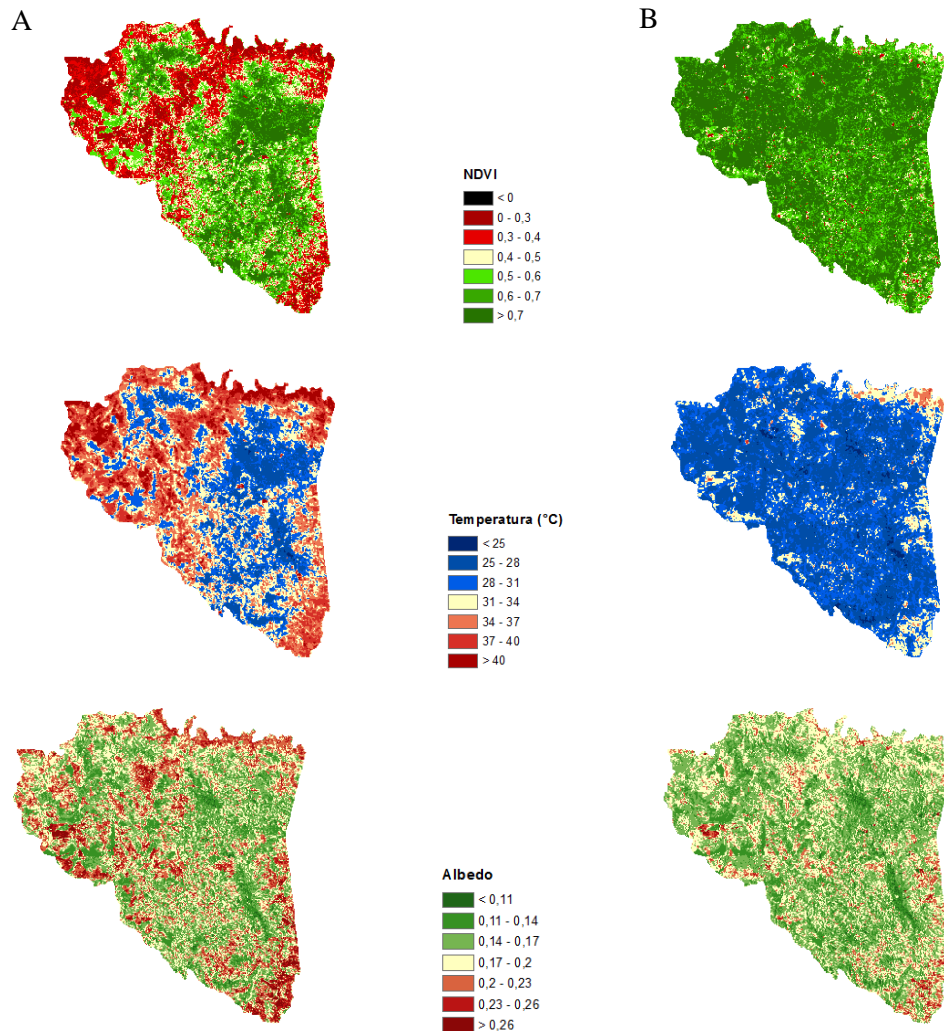 A
B
NDVI
< 0
0 - 0,3
0,3 - 0,4
0,4 - 0,5
0,5 - 0,6
0,6 - 0,7
> 0,7
Temperatura (°C)
< 25
25 - 28
28 - 31
31 - 34
34 - 37
37 - 40
> 40
Albedo
< 0,11
0,11 - 0,14
0,14 - 0,17
0,17 - 0,2
0,2 - 0,23
0,23 - 0,26
> 0,26